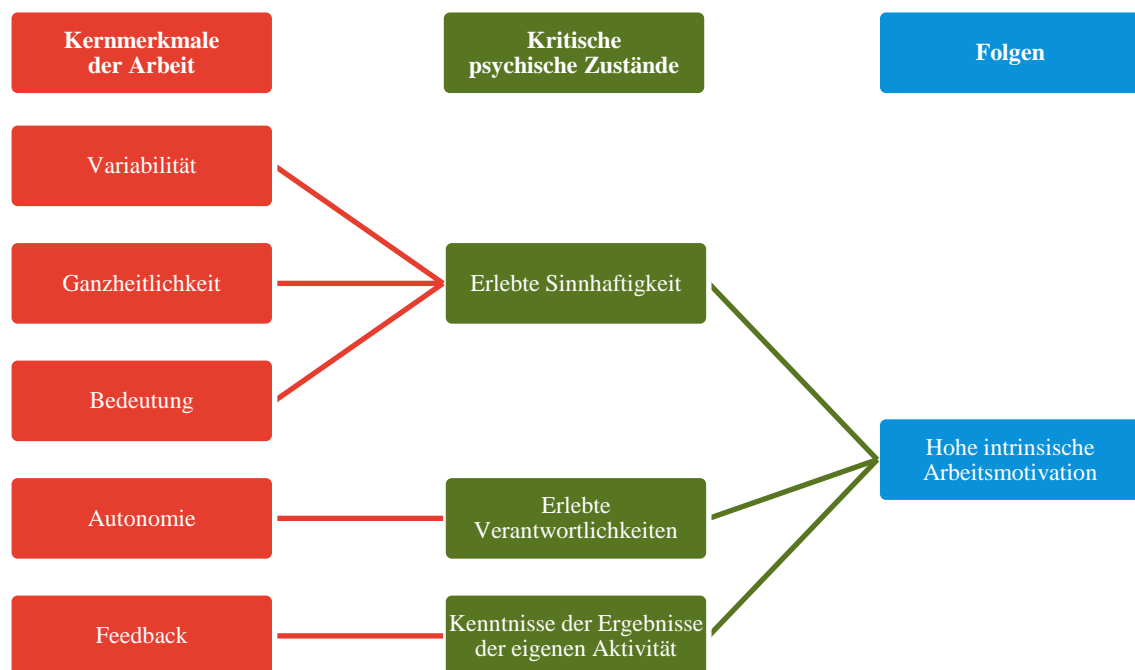 Kernmerkmale
der Arbeit
Kritische
psychische Zustände
Folgen
Variabilität
Ganzheitlichkeit
Erlebte Sinnhaftigkeit
Bedeutung
Hohe intrinsische
Arbeitsmotivation
Autonomie
Erlebte
Verantwortlichkeiten
Feedback
Kenntnisse der Ergebnisse
der eigenen Aktivität